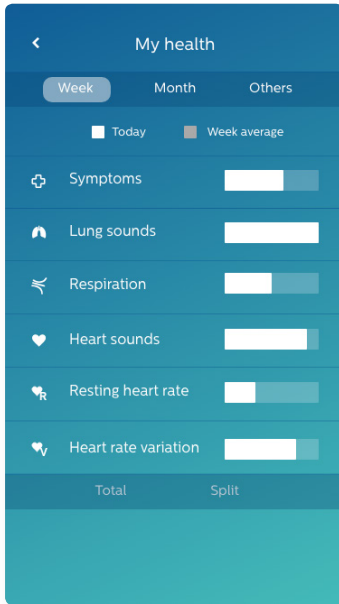 My health
Week Month Others
Today Week average
Symptoms
Lung sounds
Respiration
Heart sounds
R Resting heart rate
V Heart rate variation
Total Split